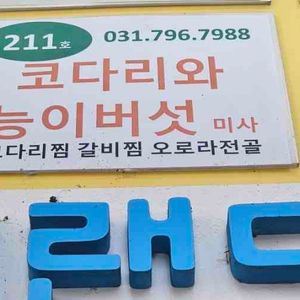 211호 031.796.7988
코다리와
능이버섯 미사
코다리찜 갈비찜 오로라전골
랜드